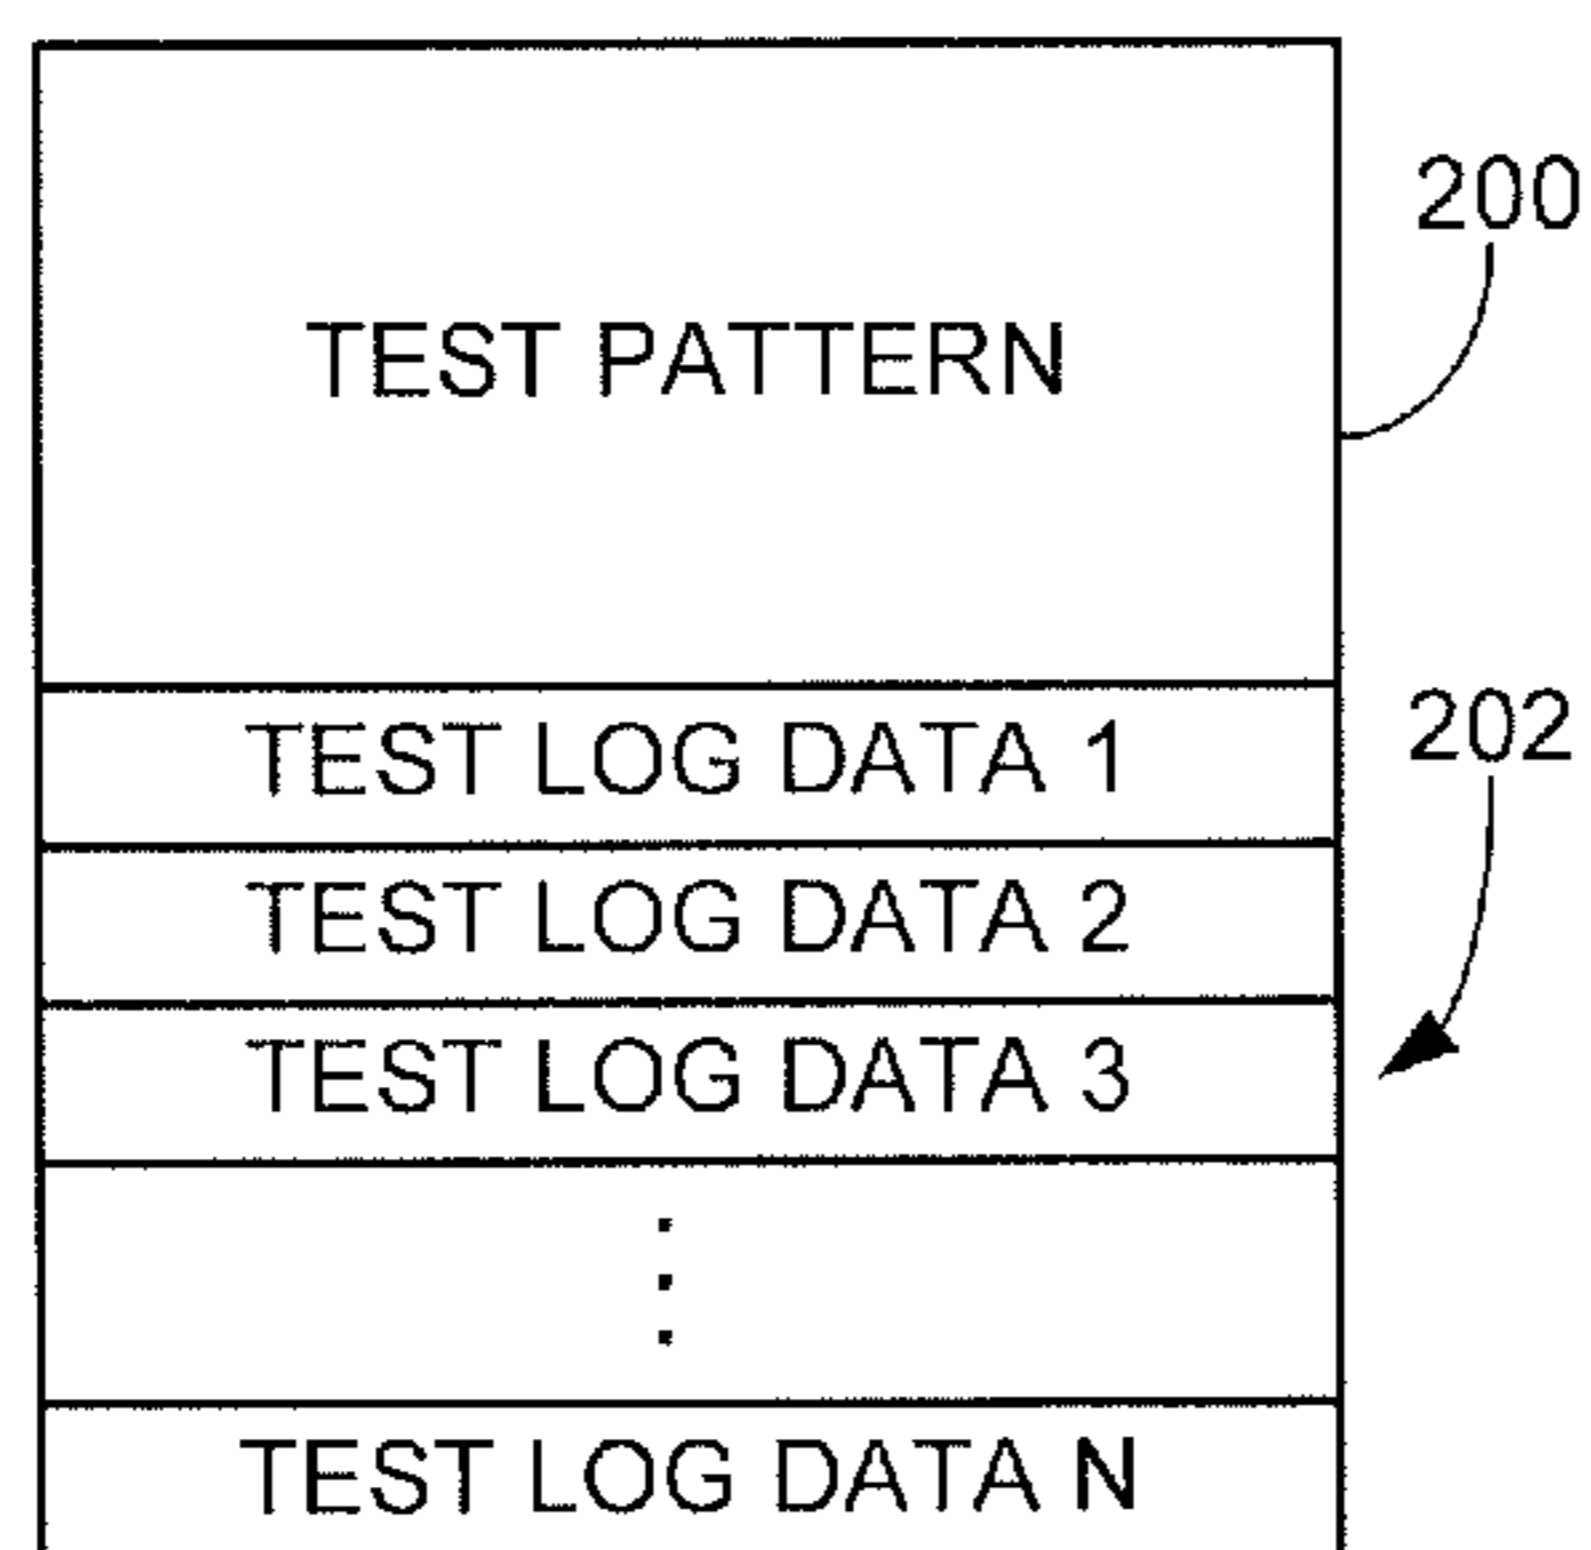 200
TEST PATTERN
TEST LOG DATA 1
202
TEST LOG DATA 2
TEST LOG DATA 3
TEST LOG DATA N